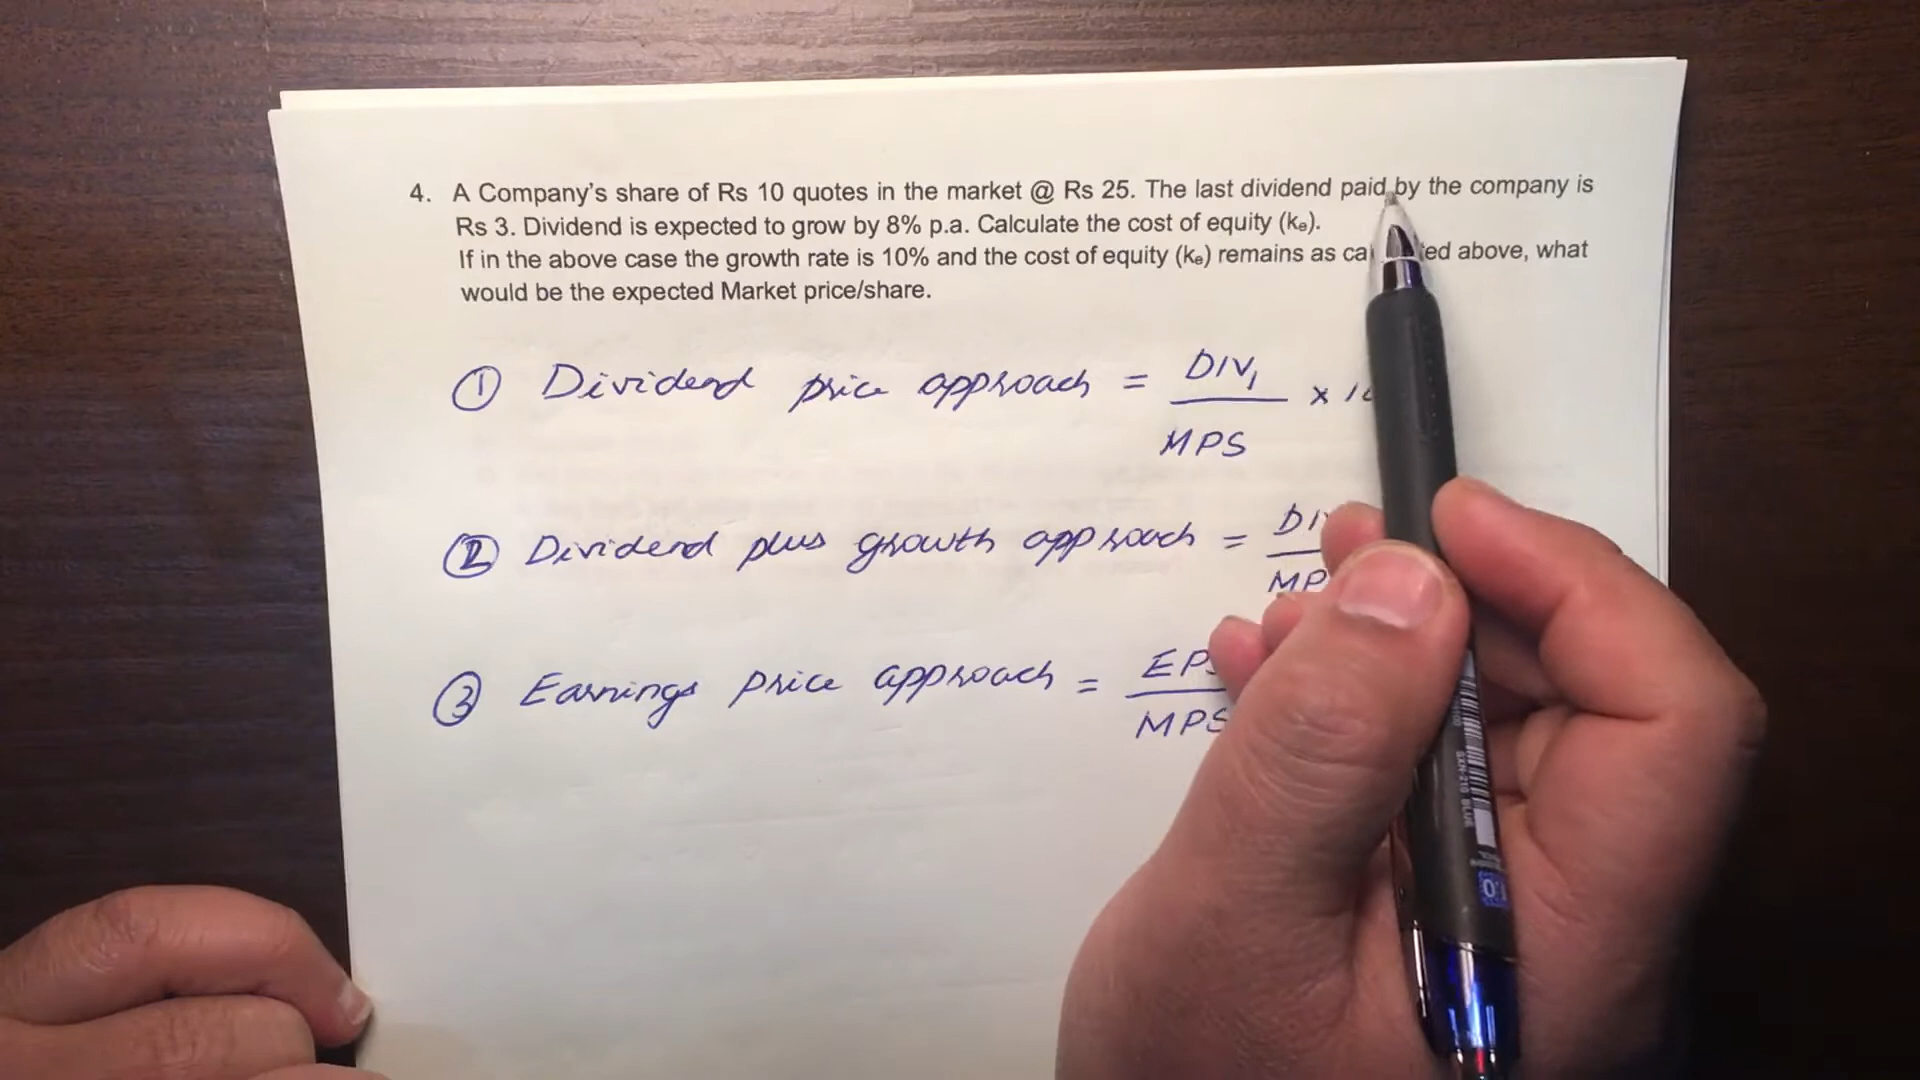 4. A Company's share of Rs 10 quotes in the market @ Rs 25. The last dividend paid by the company is
Rs 3. Dividend is expected to grow by 8% p.a. Calculate the cost of equity (ke).
If in the above case the growth rate is 10% and the cost of equity (ke) remains as above, what
would be the expected Market price/share.
① Dividend price approach = DIV₁
× 
MPS
② Dividend plus growth approach =
③ Earnings price approach =
MPS